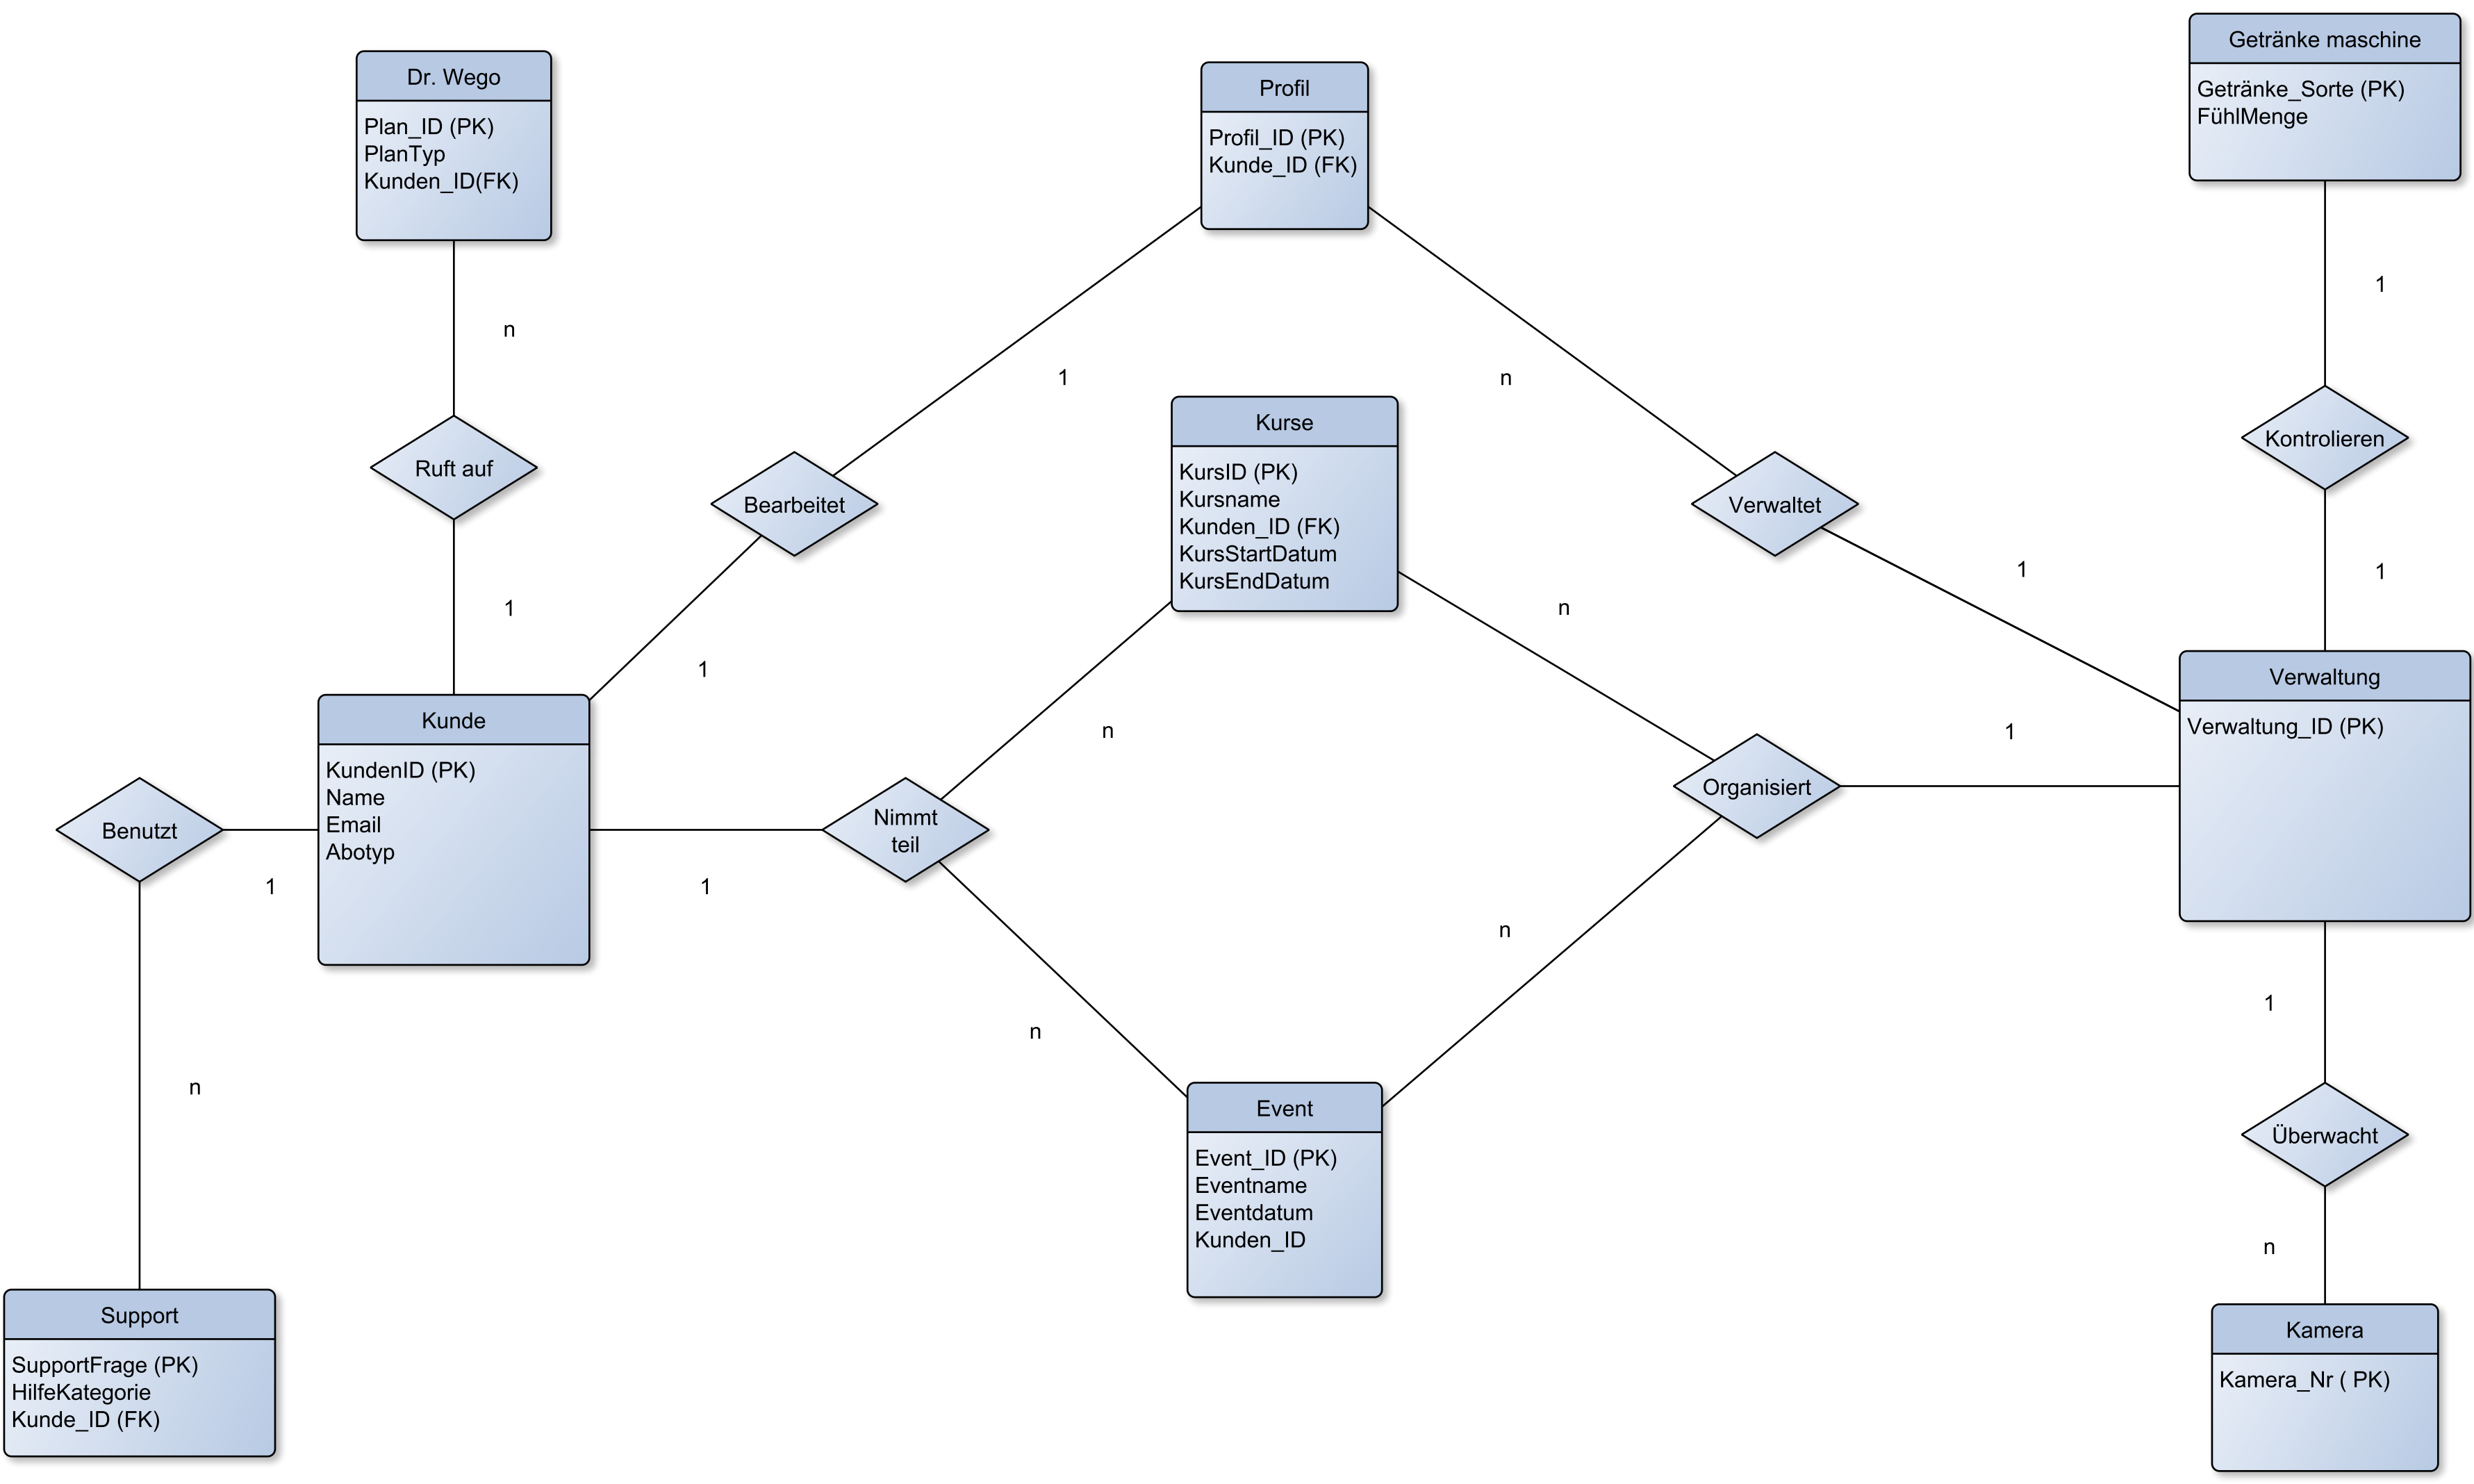 Dr. Wego
Plan_ID (PK)
PlanTyp
Kunden_ID(FK)
Profil
Profil_ID (PK)
Kunde_ID (FK)
Getränke maschine
Getränke_Sorte (PK)
FühlMenge
1
n
1
n
Kurse
KursID (PK)
Kursname
Kunden_ID (FK)
KursStartDatum
KursEndDatum
Kontrolieren
Ruft auf
Bearbeitet
Verwaltet
1
1
1
n
1
Verwaltung
Verwaltung_ID (PK)
Kunde
KundenID (PK)
Name
Email
Abotyp
n
1
Organisiert
Benutzt
Nimmt
teil
1
1
n
1
n
n
Event
Event_ID (PK)
Eventname
Eventdatum
Kunden_ID
Überwacht
n
Support
SupportFrage (PK)
HilfeKategorie
Kunde_ID (FK)
Kamera
Kamera_Nr ( PK)